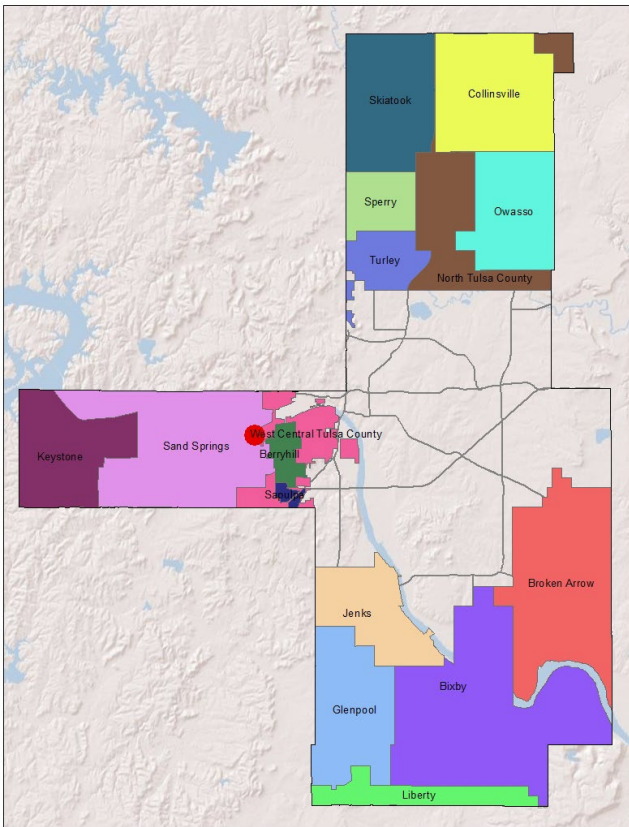 Skiatook
Collinsville
Sperry
Owasso
Turley
North Tulsa County
West Central Tulsa County
Sand Springs
Keystone
Berryhill
Sapulpa
Broken Arrow
Jenks
Bixby
Glenpool
Liberty